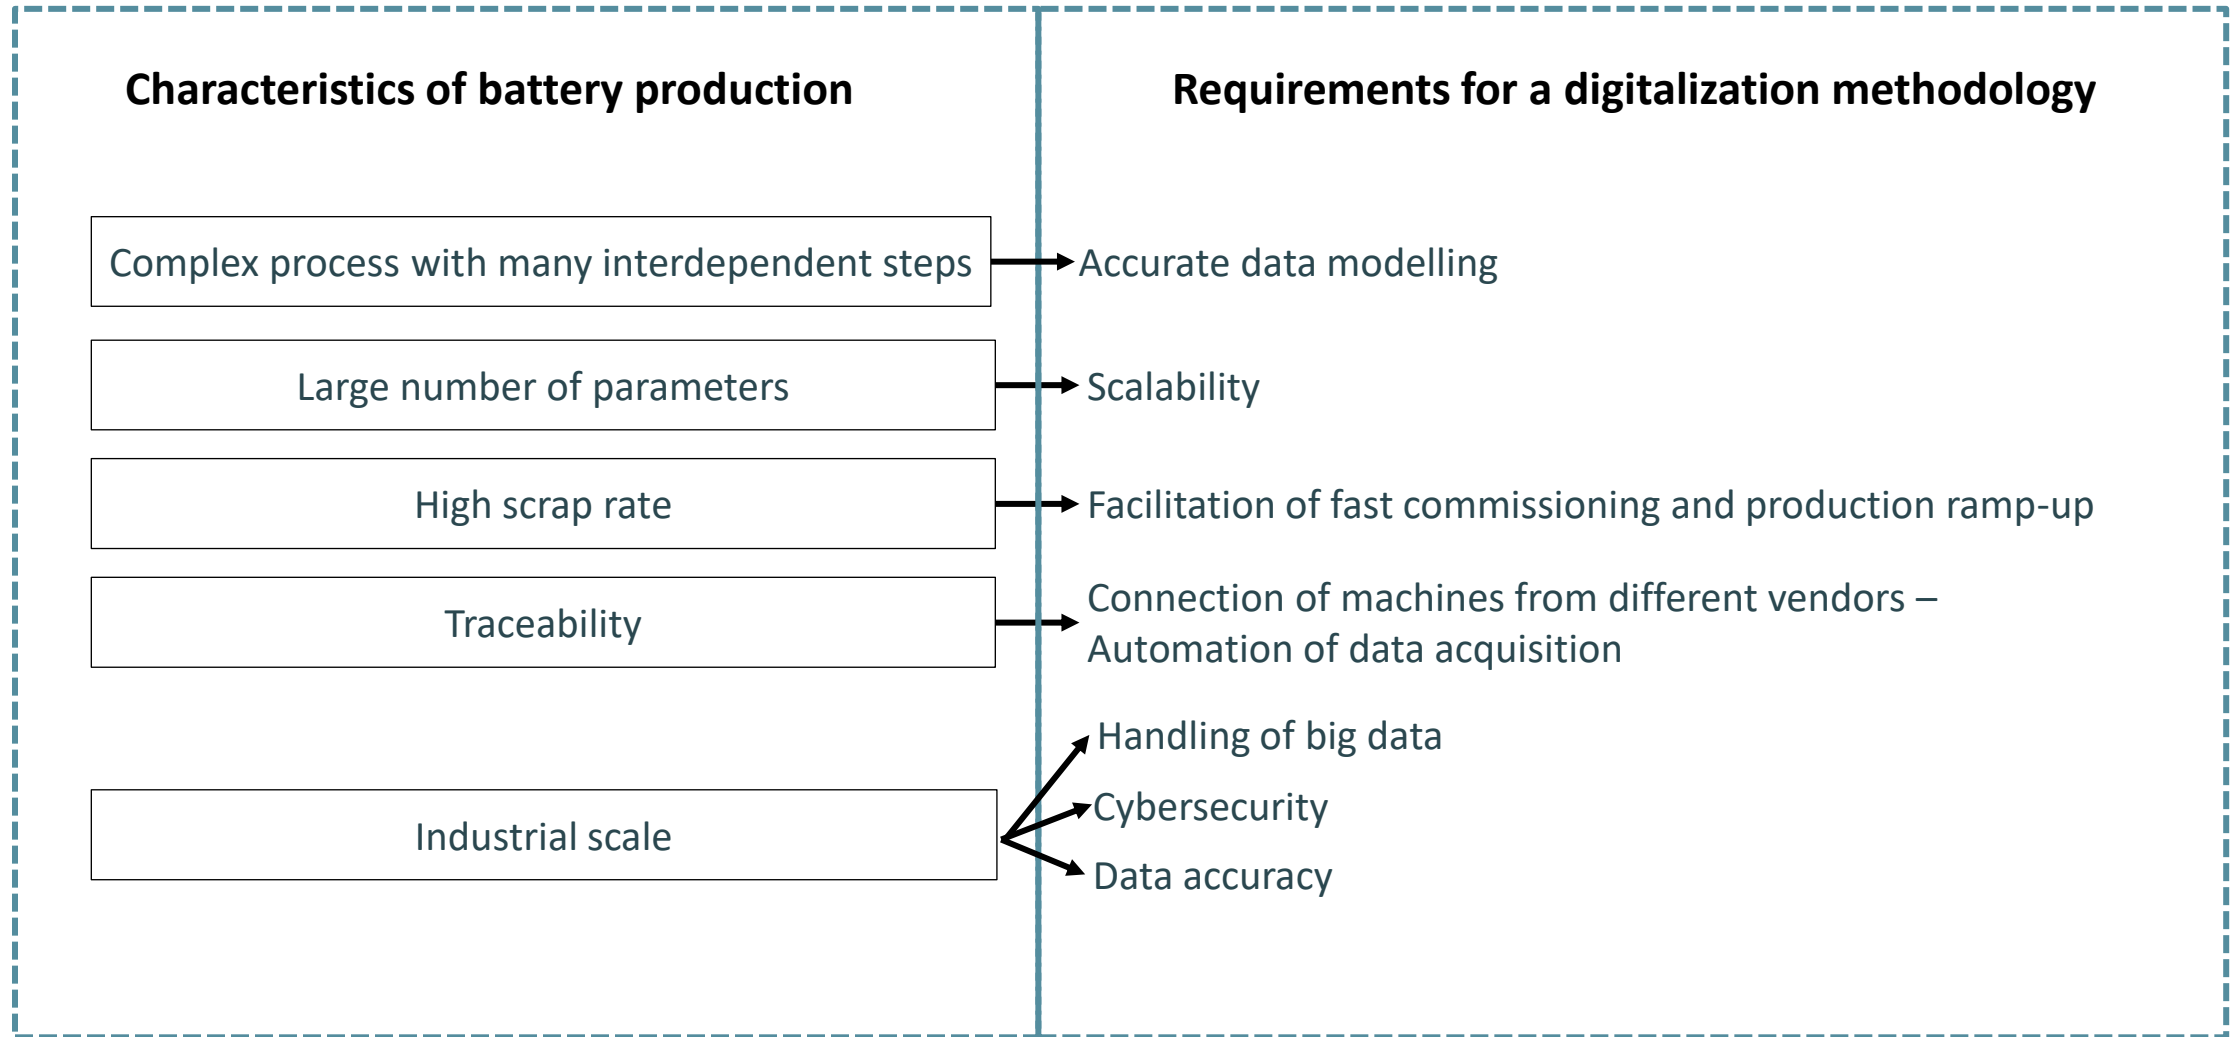 Characteristics of battery production
Requirements for a digitalization methodology
Complex process with many interdependent steps
Accurate data modelling
Large number of parameters
Scalability
High scrap rate
Facilitation of fast commissioning and production ramp-up
Traceability
Connection of machines from different vendors –
Automation of data acquisition
Industrial scale
Handling of big data
Cybersecurity
Data accuracy